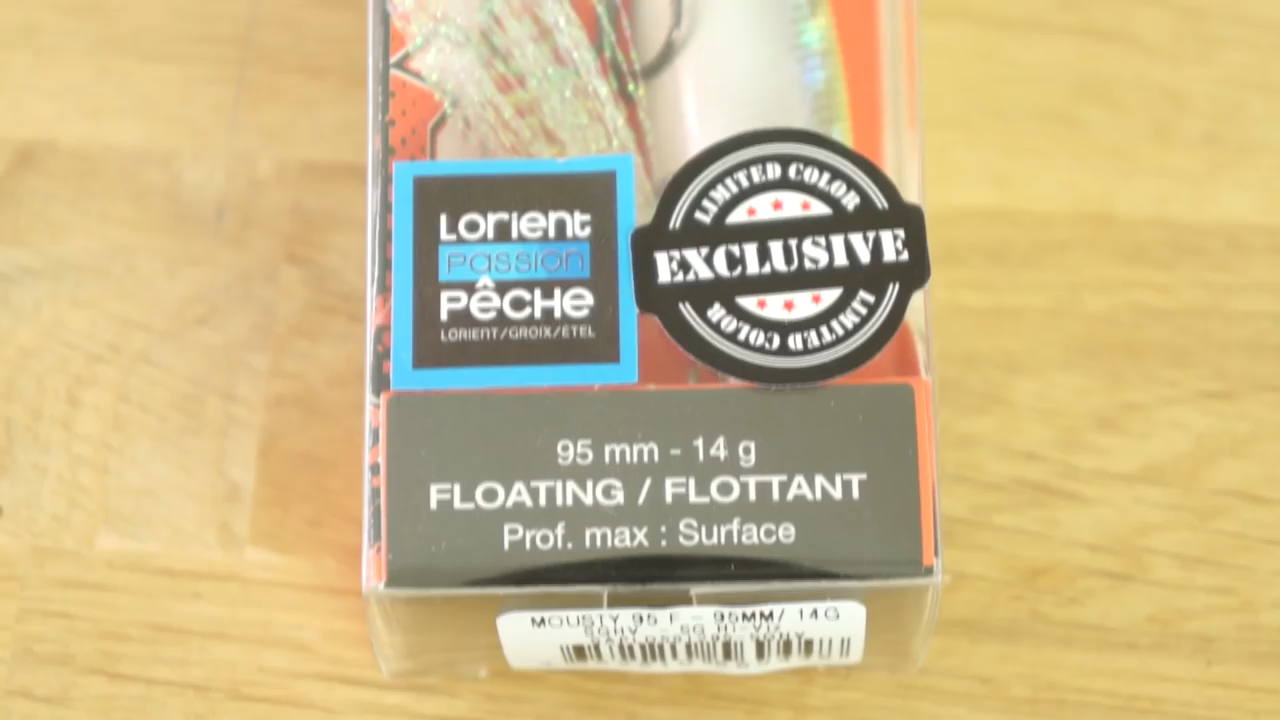 Lorient
Passion
PÊCHE
LORIENT/GROIX/ÉTEL
LIMITED COLOR
EXCLUSIVE
LIMITED COLOR
95 mm - 14 g
FLOATING / FLOTTANT
Prof. max : Surface
MOUSTY 95 F - 95MM/ 14G